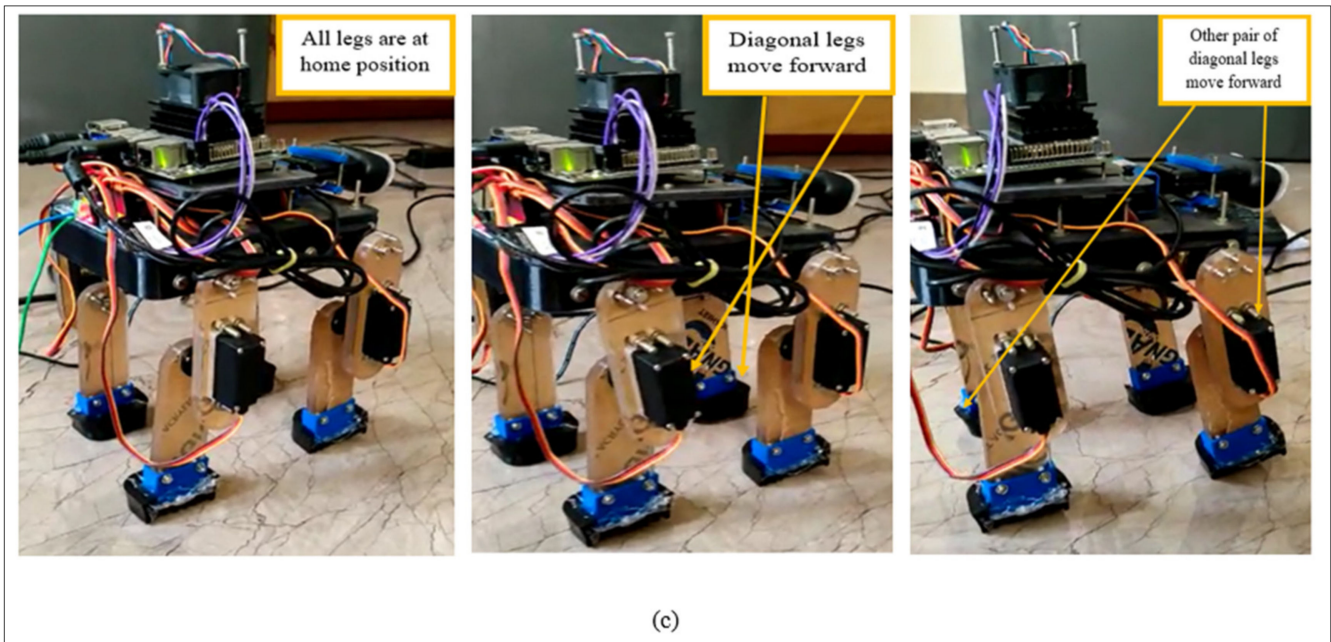 All legs are at
home position
Diagonal legs
move forward
Other pair of
diagonal legs
move forward
(c)